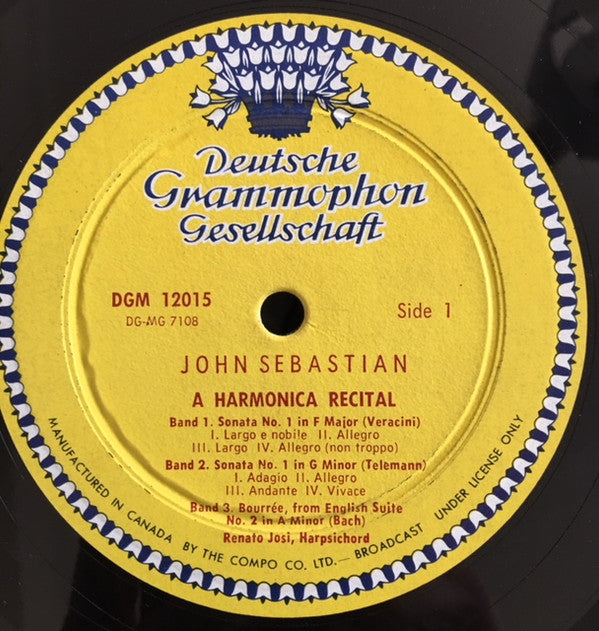 Deutsche
Grammophon
Gesellschaft
DGM 12015
DG-MG 7108
Side 1
JOHN SEBASTIAN
A HARMONICA RECITAL
Band 1. Sonata No. 1 in F Major (Veracini)
I. Largo e nobile II. Allegro
III. Largo IV. Allegro (non troppo)
Band 2. Sonata No. 1 in G Minor (Telemann)
I. Adagio II. Allegro
III. Andante IV. Vivace
Band 3. Bourrée, from English Suite
No. 2 in A Minor (Bach)
Renato Josi, Harpsichord
MANUFACTURED IN CANADA BY THE COMPO CO. LTD.— BROADCAST UNDER LICENSE ONLY